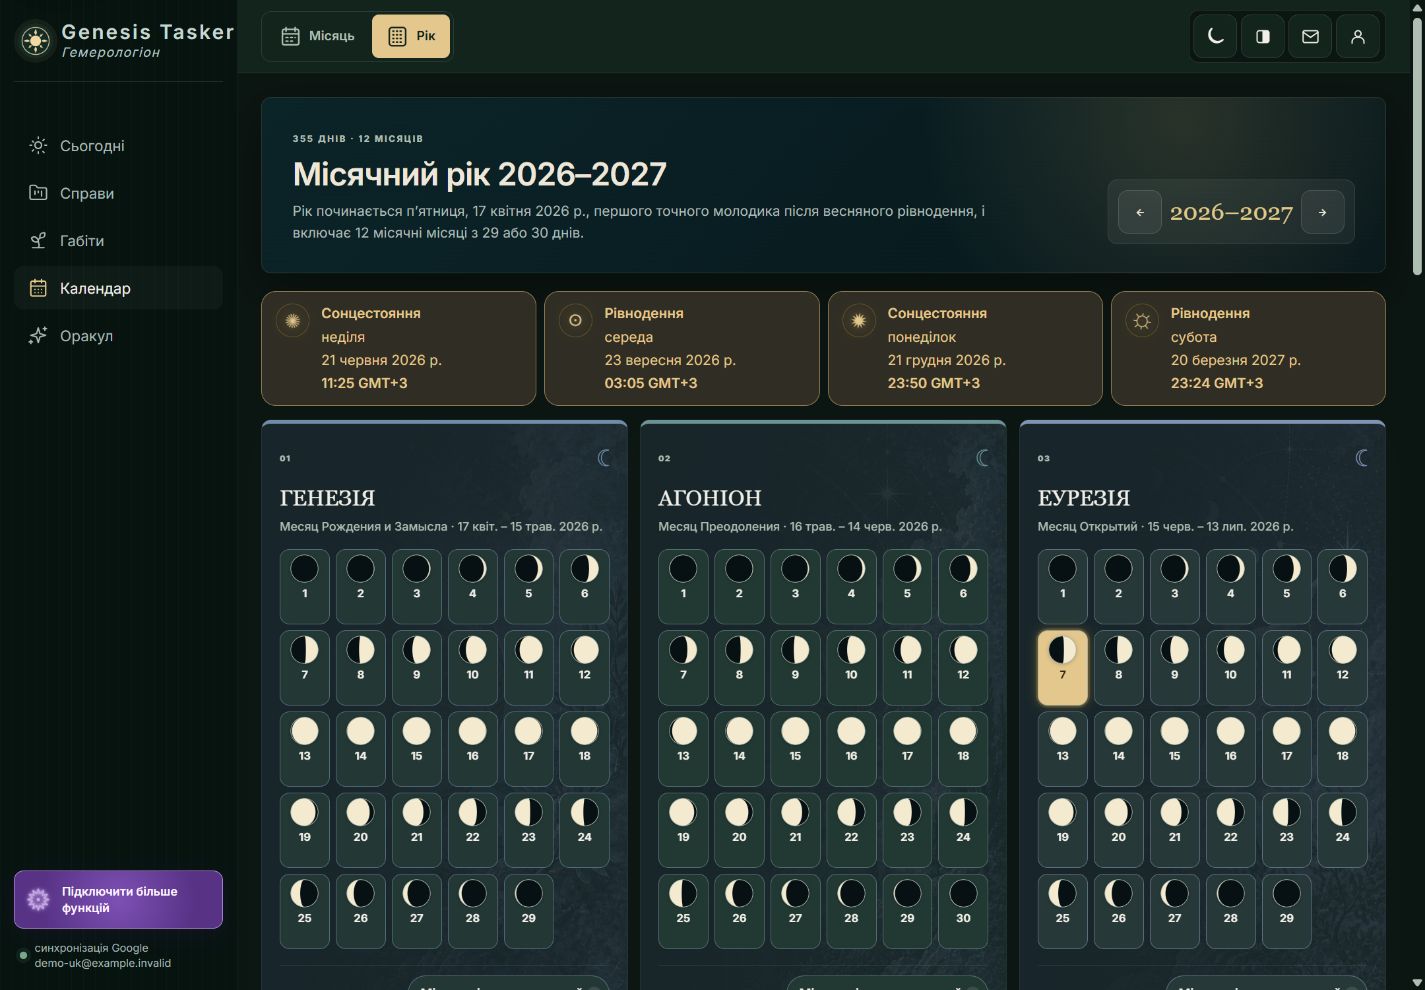 Genesis Tasker
Гемерологіон
Місяць
Рік
Сьогодні
Справи
Габіти
Календар
Оракул
Підключити більше
функцій
синхронізація Google
demo-uk@example.invalid
355 ДНІВ · 12 МІСЯЦІВ
Місячний рік 2026–2027
Рік починається п'ятниця, 17 квітня 2026 р., першого точного молодика після весняного рівнодення, і
включає 12 місячні місяці з 29 або 30 днів.
← 2026–2027 →
Сонцестояння
неділя
21 червня 2026 р.
11:25 GMT+3
Рівнодення
середа
23 вересня 2026 р.
03:05 GMT+3
Сонцестояння
понеділок
21 грудня 2026 р.
23:50 GMT+3
Рівнодення
субота
20 березня 2027 р.
23:24 GMT+3
01
ГЕНЕЗІЯ
Месяц Рождения и Замысла · 17 квіт. – 15 трав. 2026 р.
1 2 3 4 5 6
7 8 9 10 11 12
13 14 15 16 17 18
19 20 21 22 23 24
25 26 27 28 29
02
АГОНІОН
Месяц Преодоления · 16 трав. – 14 черв. 2026 р.
1 2 3 4 5 6
7 8 9 10 11 12
13 14 15 16 17 18
19 20 21 22 23 24
25 26 27 28 29 30
03
ЕУРЕЗІЯ
Месяц Открытий · 15 черв. – 13 лип. 2026 р.
1 2 3 4 5 6
7 8 9 10 11 12
13 14 15 16 17 18
19 20 21 22 23 24
25 26 27 28 29